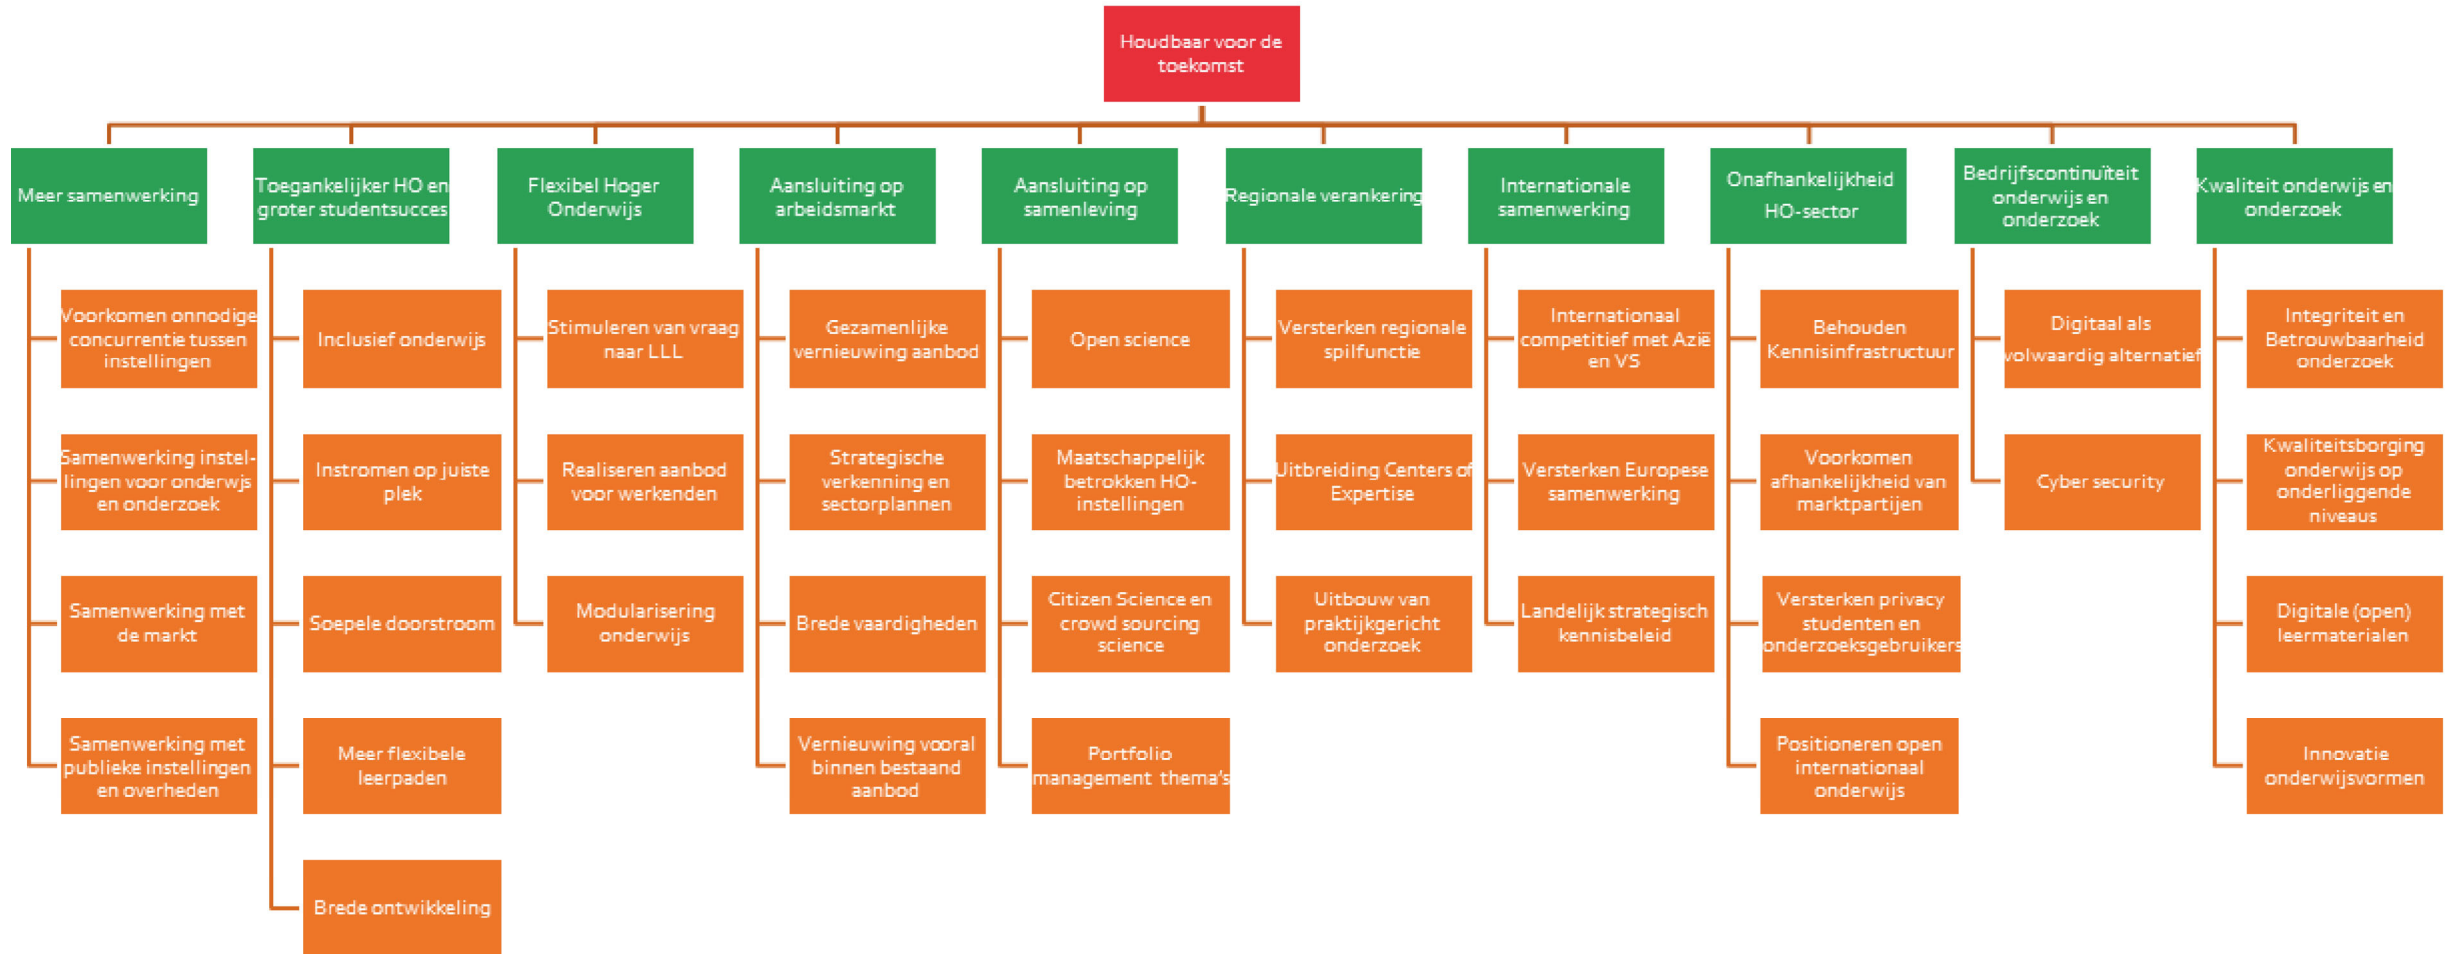 Houdbaar voor de
toekomst
Meer samenwerking
Voorkomen onnodige
concurrentie tussen
instellingen
Samenwerking instel-
lingen voor onderwjs
en onderzoek
Samenwerking met
de markt
Samenwerking met
publieke instellingen
en overheden
Toegankelijker HO en
groter studentsucces
Inclusief onderwijs
Instromen op juiste
plek
Soepele doorstroom
Meer flexibele
leerpaden
Brede ontwikkeling
Flexibel Hoger
Onderwijs
Stimuleren van vraag
naar LLL
Realiseren aanbod
voor werkenden
Modularisering
onderwijs
Aansluiting op
arbeidsmarkt
Gezamenlijke
vernieuwing aanbod
Strategische
verkenning en
sectorplannen
Brede vaardigheden
Vernieuwing vooral
binnen bestaand
aanbod
Aansluiting op
samenleving
Open science
Maatschappelijk
betrokken HO-
instellingen
Citizen Science en
crowd sourcing
science
Portfolio
management thema's
Regionale verankering
Versterken regionale
spilfunctie
Uitbreiding Centers of
Expertise
Uitbouw van
praktijkgericht
onderzoek
Internationale
samenwerking
Internationaal
competitief met Azië
en VS
Versterken Europese
samenwerking
Landelijk strategisch
kennisbeleid
Onafhankelijkheid
HO-sector
Behouden
Kennisinfrastructuur
Voorkomen
afhankelijkheid van
marktpartijen
Versterken privacy
studenten en
onderzoeksgebruikers
Positioneren open
internationaal
onderwijs
Bedrijfscontinuïteit
onderwijs en
onderzoek
Digitaal als
volwaardig alternatief
Cyber security
Kwaliteit onderwijs en
onderzoek
Integriteit en
Betrouwbaarheid
onderzoek
Kwaliteitsborging
onderwijs op
onderliggende
niveaus
Digitale (open)
leermaterialen
Innovatie
onderwijsvormen